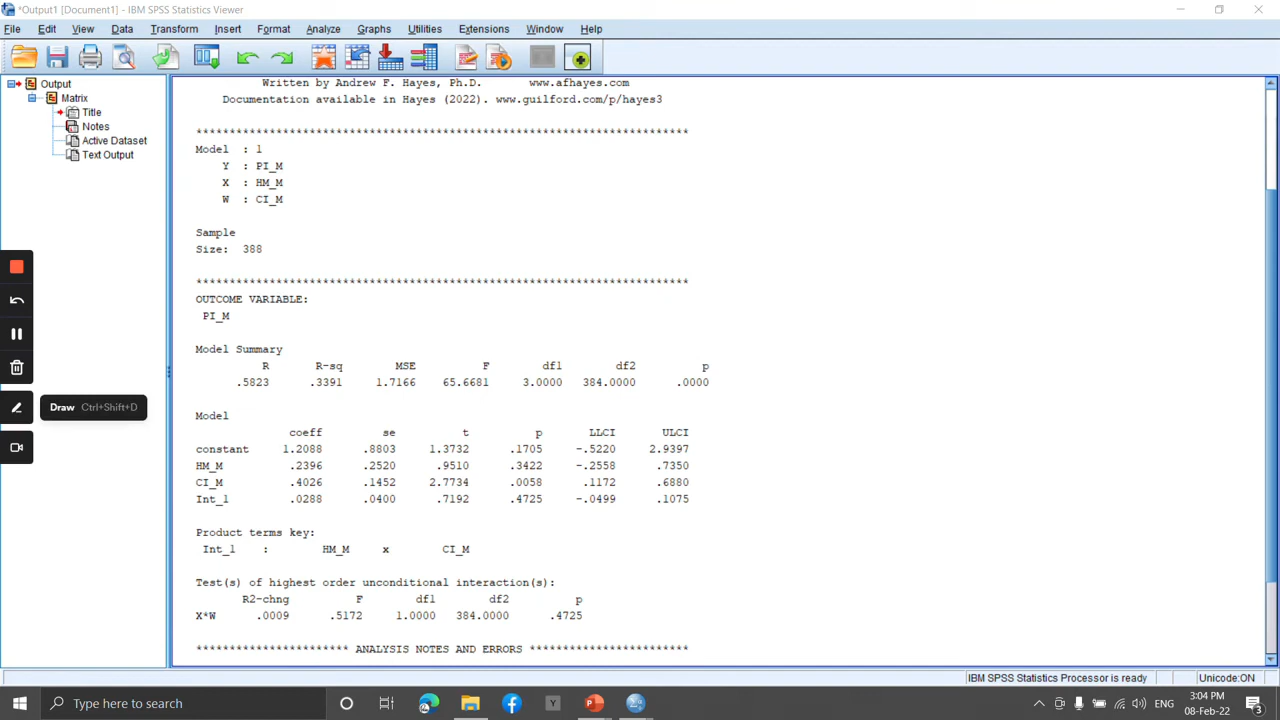 *Output1 [Document1] - IBM SPSS Statistics Viewer
File Edit View Data Transform Insert Format Analyze Graphs Utilities Extensions Window Help
Output
Matrix
Title
Notes
Active Dataset
Text Output
Written by Andrew F. Hayes, Ph.D. www.afhayes.com
Documentation available in Hayes (2022). www.guilford.com/p/hayes3
**************************************************************************
Model : 1
Y : PI_M
X : HM_M
W : CI_M
Sample
Size: 388
**************************************************************************
OUTCOME VARIABLE:
PI_M
Model Summary
R R-sq MSE F df1 df2 p
.5823 .3391 1.7166 65.6681 3.0000 384.0000 .0000
Model
coeff se t p LLCI ULCI
constant 1.2088 .8803 1.3732 .1705 -.5220 2.9397
HM_M .2396 .2520 .9510 .3422 -.2558 .7350
CI_M .4026 .1452 2.7734 .0058 .1172 .6880
Int_1 .0288 .0400 .7192 .4725 -.0499 .1075
Product terms key:
Int_1 : HM_M x CI_M
Test(s) of highest order unconditional interaction(s):
R2-chng F df1 df2 p
X*W .0009 .5172 1.0000 384.0000 .4725
*********************** ANALYSIS NOTES AND ERRORS ************************
Draw Ctrl+Shift+D
IBM SPSS Statistics Processor is ready Unicode:ON
Type here to search
Y
ENG
3:04 PM
08-Feb-22
3